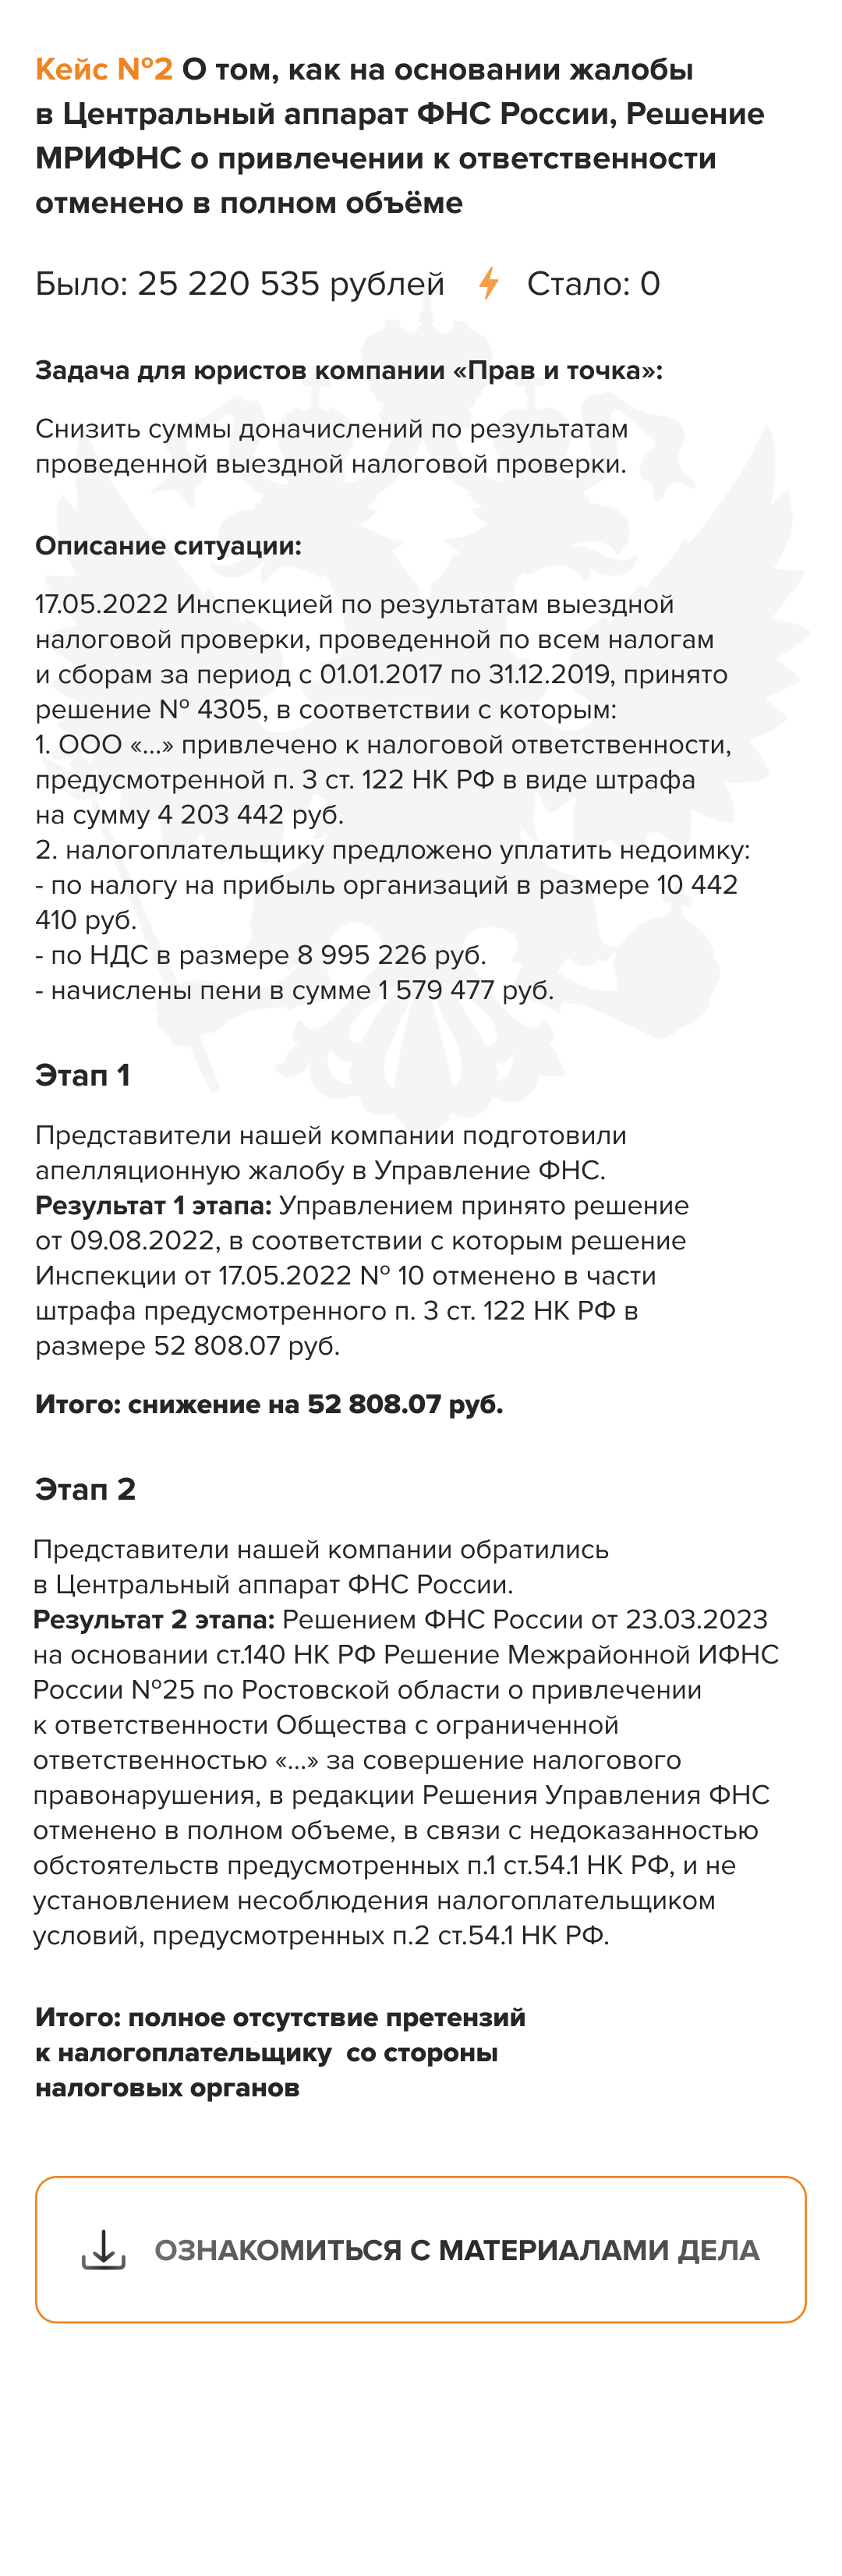 Кейс №2 О том, как на основании жалобы
в Центральный аппарат ФНС России, Решение
МРИФНС о привлечении к ответственности
отменено в полном объёме
Было: 25 220 535 рублей Стало: 0
Задача для юристов компании «Прав и точка»:
Снизить суммы доначислений по результатам
проведенной выездной налоговой проверки.
Описание ситуации:
17.05.2022 Инспекцией по результатам выездной
налоговой проверки, проведенной по всем налогам
и сборам за период с 01.01.2017 по 31.12.2019, принято
решение № 4305, в соответствии с которым:
1. ООО «...» привлечено к налоговой ответственности,
предусмотренной п. 3 ст. 122 НК РФ в виде штрафа
на сумму 4 203 442 руб.
2. налогоплательщику предложено уплатить недоимку:
- по налогу на прибыль организаций в размере 10 442
410 руб.
- по НДС в размере 8 995 226 руб.
- начислены пени в сумме 1 579 477 руб.
Этап 1
Представители нашей компании подготовили
апелляционную жалобу в Управление ФНС.
Результат 1 этапа: Управлением принято решение
от 09.08.2022, в соответствии с которым решение
Инспекции от 17.05.2022 № 10 отменено в части
штрафа предусмотренного п. 3 ст. 122 НК РФ в
размере 52 808.07 руб.
Итого: снижение на 52 808.07 руб.
Этап 2
Представители нашей компании обратились
в Центральный аппарат ФНС России.
Результат 2 этапа: Решением ФНС России от 23.03.2023
на основании ст.140 НК РФ Решение Межрайонной ИФНС
России №25 по Ростовской области о привлечении
к ответственности Общества с ограниченной
ответственностью «...» за совершение налогового
правонарушения, в редакции Решения Управления ФНС
отменено в полном объеме, в связи с недоказанностью
обстоятельств предусмотренных п.1 ст.54.1 НК РФ, и не
установлением несоблюдения налогоплательщиком
условий, предусмотренных п.2 ст.54.1 НК РФ.
Итого: полное отсутствие претензий
к налогоплательщику со стороны
налоговых органов
ОЗНАКОМИТЬСЯ С МАТЕРИАЛАМИ ДЕЛА